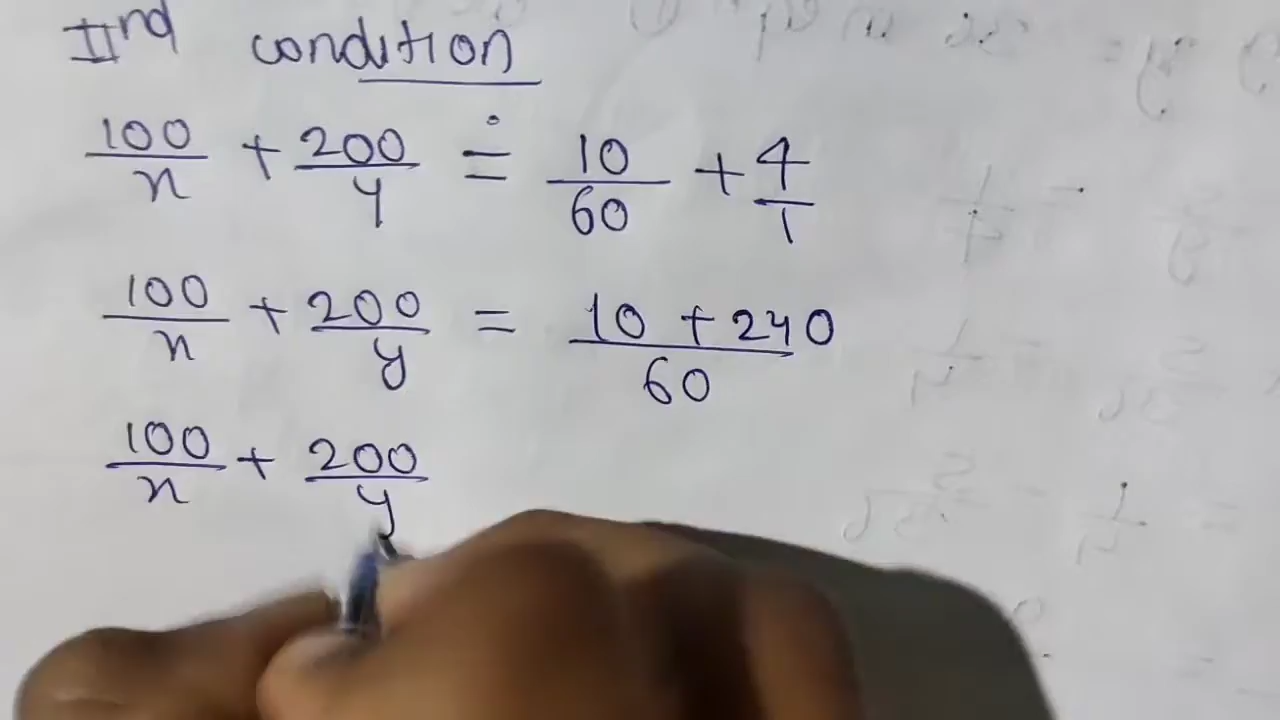 IInd condition
100/x + 200/y = 10/60 + 4/1
100/x + 200/y = 10 + 240/60
100/x + 200/y